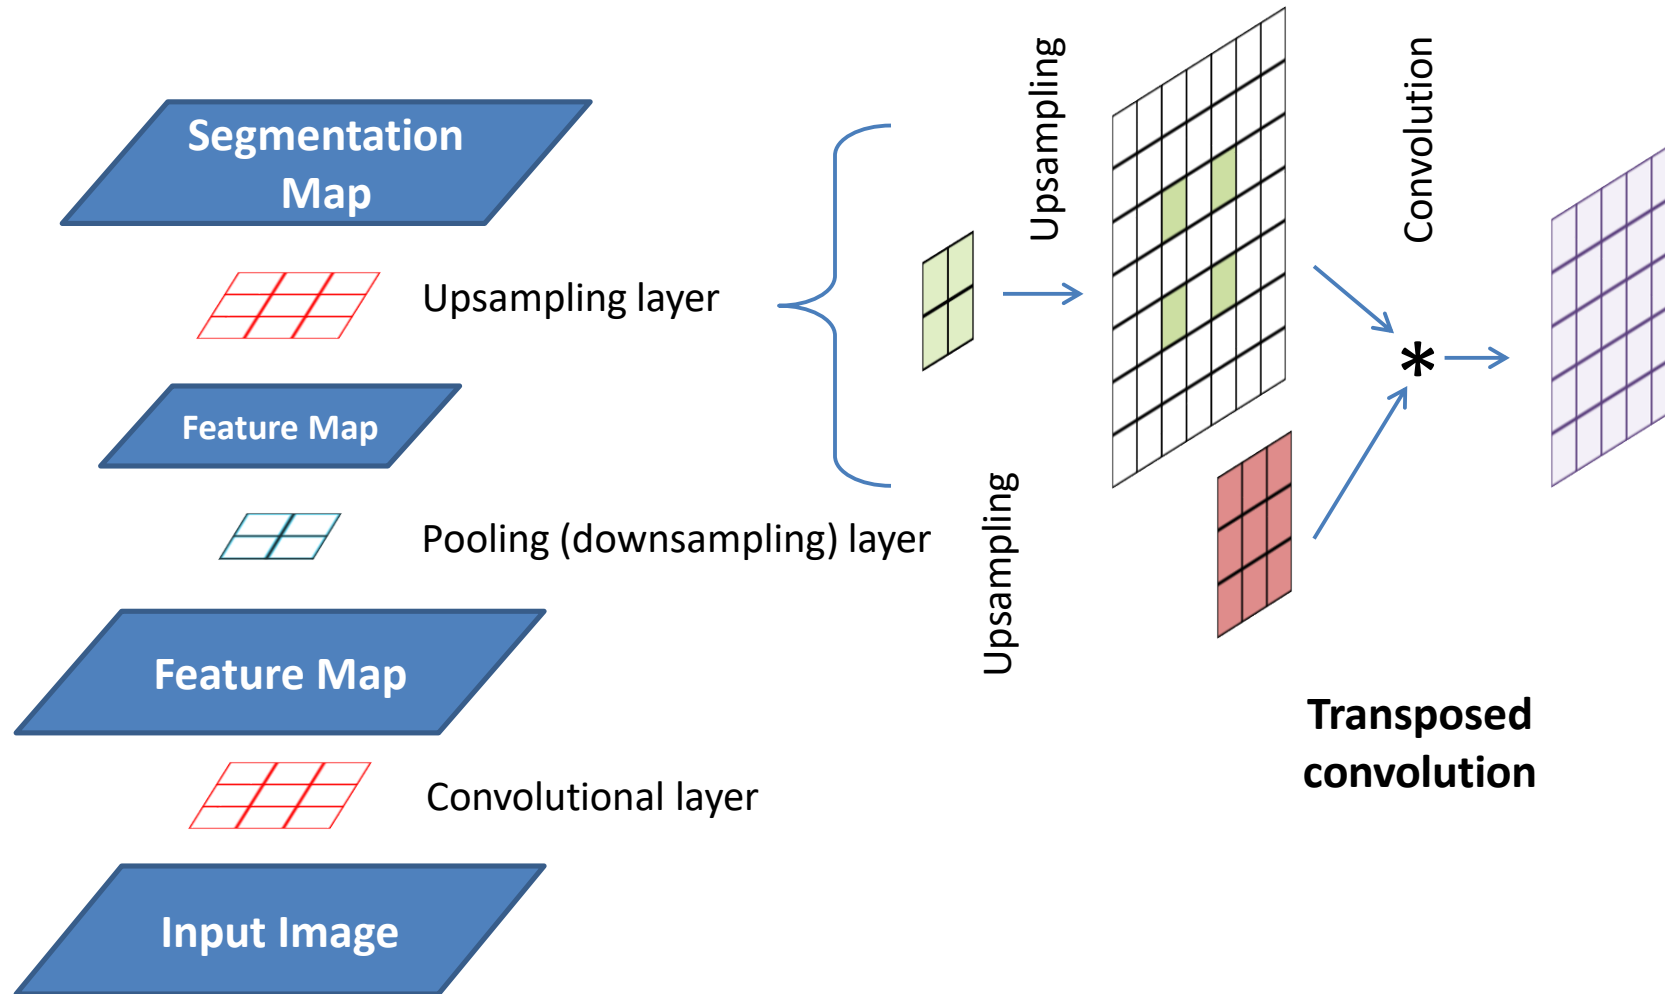 Segmentation
Map
Upsampling layer
Feature Map
Pooling (downsampling) layer
Feature Map
Convolutional layer
Input Image
Upsampling
Convolution
*
Upsampling
Transposed
convolution